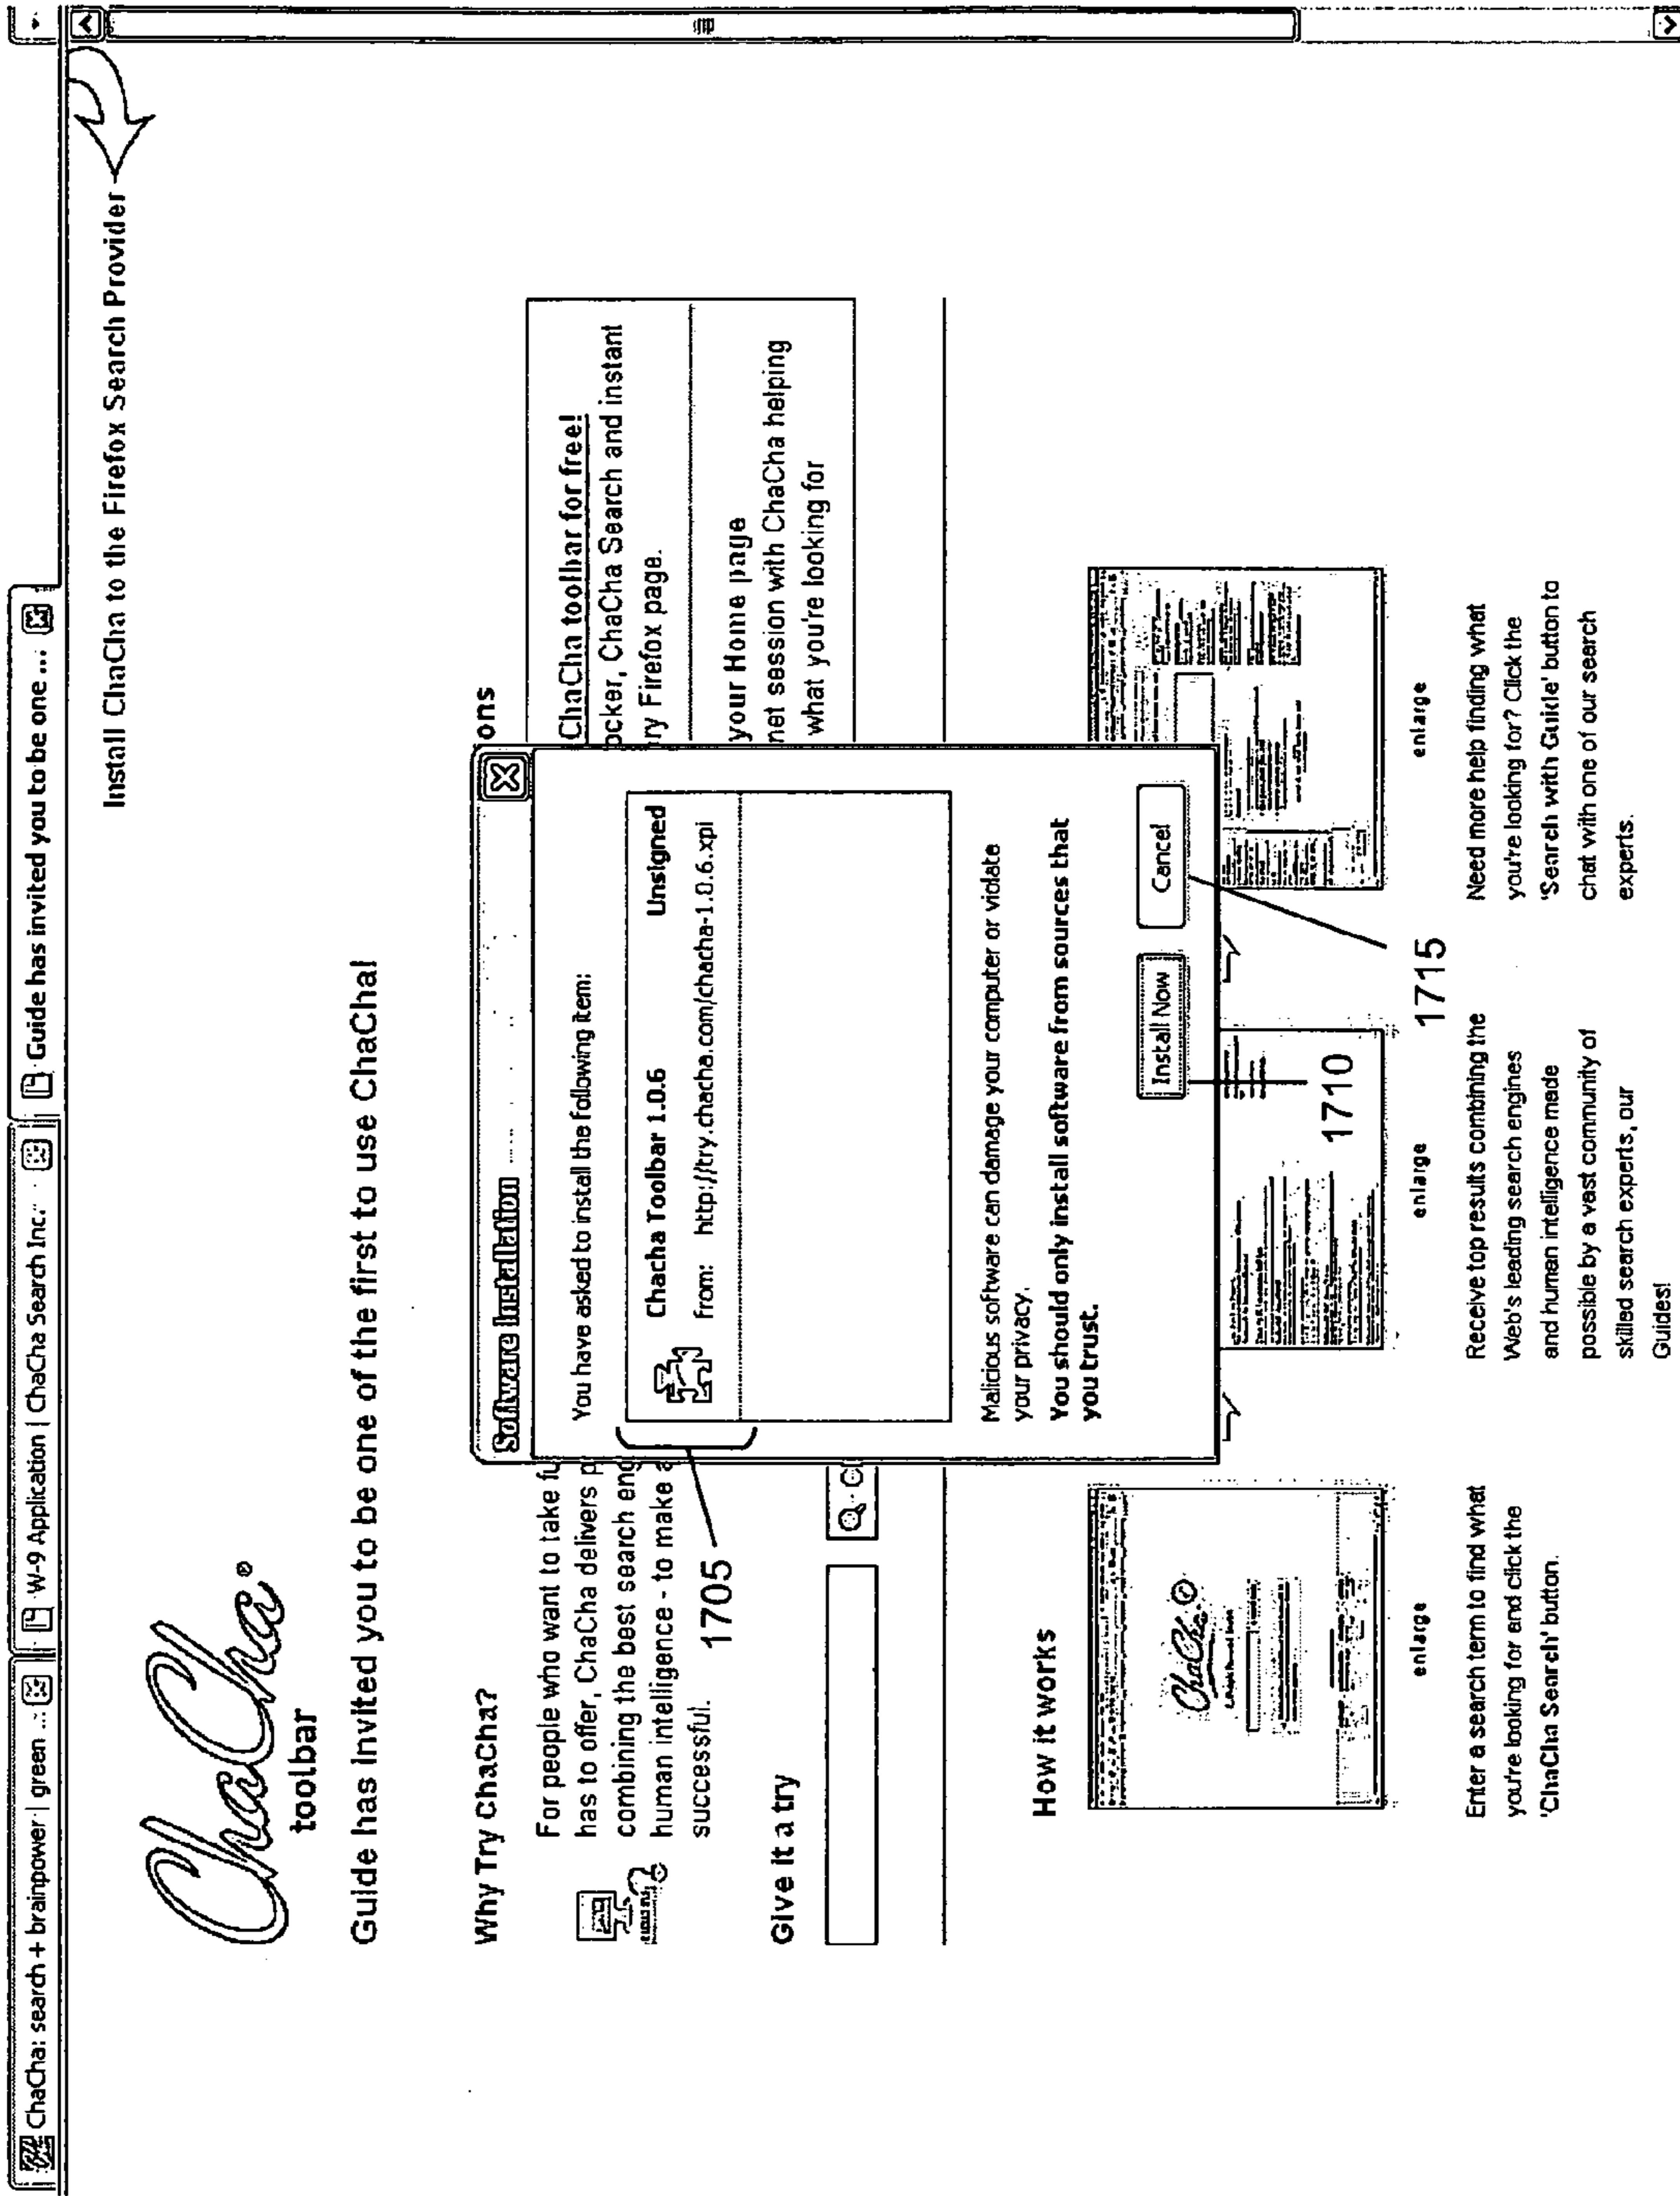 ChaCha: search + brainpower | green ...
W-9 Application | ChaCha Search Inc.
Guide has invited you to be one ...
Install ChaCha to the Firefox Search Provider
ChaCha®
toolbar
Guide has invited you to be one of the first to use ChaCha!
Why Try ChaCha?
For people who want to take fu
has to offer, ChaCha delivers p
combining the best search eng
human intelligence - to make a
successful.
1705
Give it a try
ons
ChaCha toolbar for free!
ocker, ChaCha Search and instant
ry Firefox page.
your Home page
net session with ChaCha helping
what you're looking for
Software Installation
You have asked to install the following item:
Chacha Toolbar 1.0.6
Unsigned
From: http://try.chacha.com/chacha-1.0.6.xpi
Malicious software can damage your computer or violate
your privacy.
You should only install software from sources that
you trust.
Install Now
Cancel
1710
1715
How it works
ChaCha
enlarge
Enter a search term to find what
you're looking for and click the
'ChaCha Search' button.
enlarge
Receive top results combining the
Web's leading search engines
and human intelligence made
possible by a vast community of
skilled search experts, our
Guides!
enlarge
Need more help finding what
you're looking for? Click the
'Search with Guide' button to
chat with one of our search
experts.